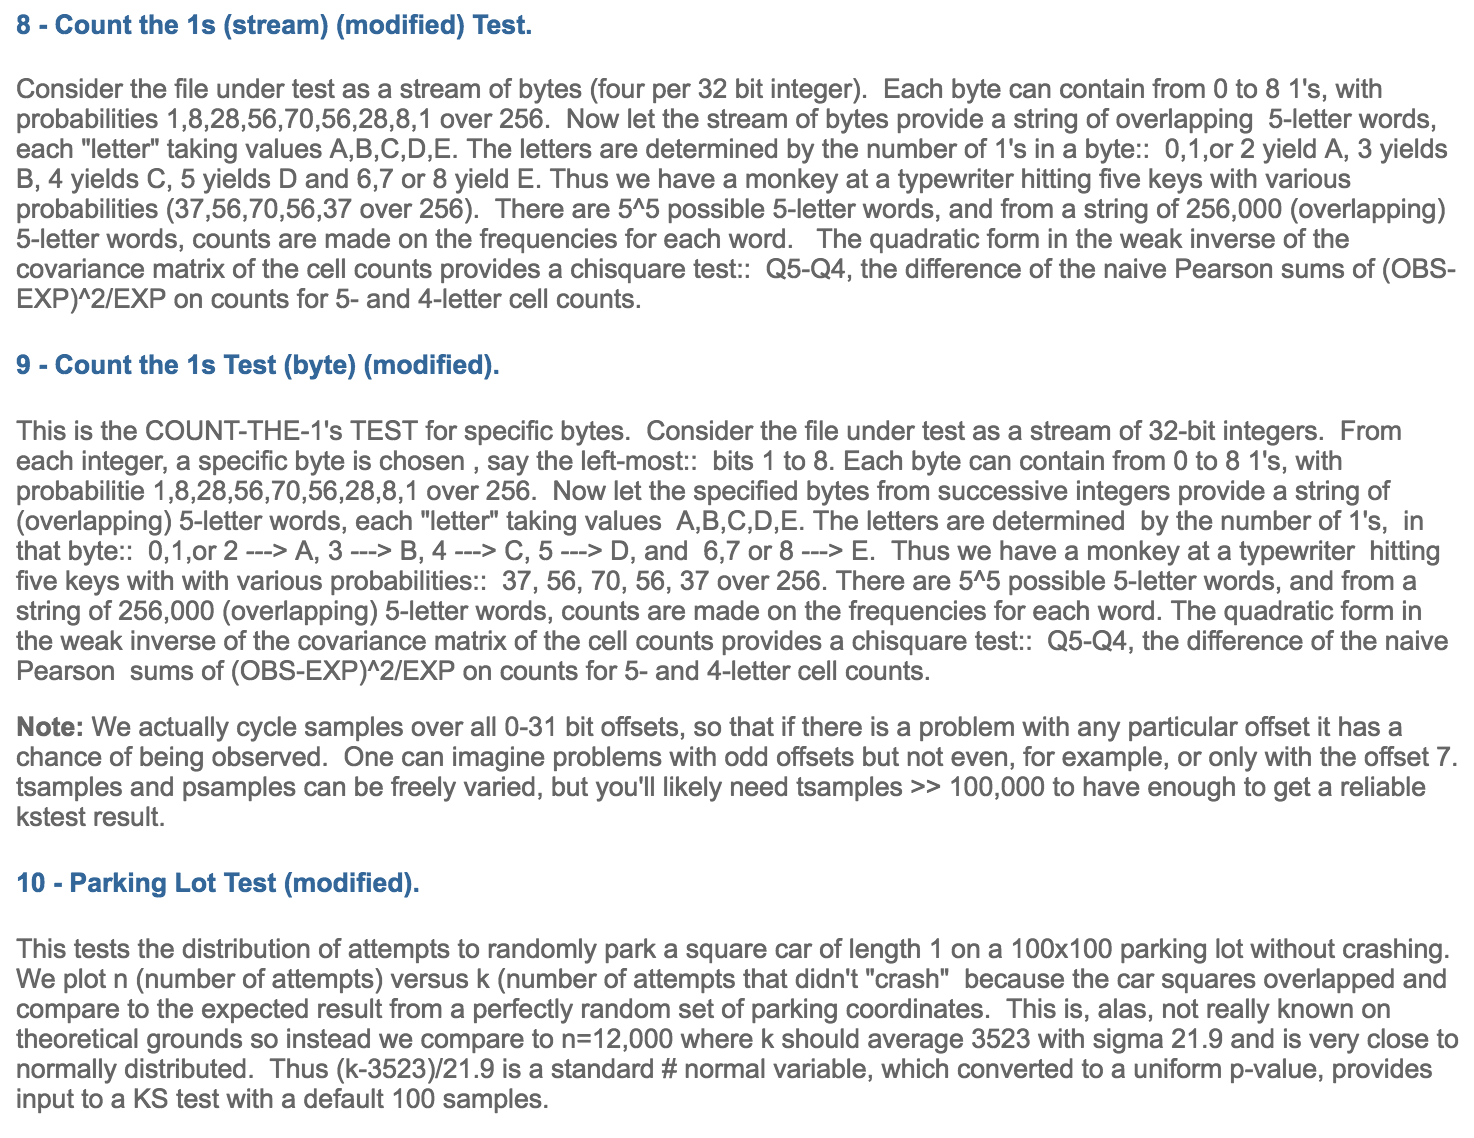 8 - Count the 1s (stream) (modified) Test.
Consider the file under test as a stream of bytes (four per 32 bit integer).  Each byte can contain from 0 to 8 1's, with
probabilities 1,8,28,56,70,56,28,8,1 over 256.  Now let the stream of bytes provide a string of overlapping  5-letter words,
each "letter" taking values A,B,C,D,E. The letters are determined by the number of 1's in a byte::  0,1,or 2 yield A, 3 yields
B, 4 yields C, 5 yields D and 6,7 or 8 yield E. Thus we have a monkey at a typewriter hitting five keys with various
probabilities (37,56,70,56,37 over 256).  There are 5^5 possible 5-letter words, and from a string of 256,000 (overlapping)
5-letter words, counts are made on the frequencies for each word.   The quadratic form in the weak inverse of the
covariance matrix of the cell counts provides a chisquare test::  Q5-Q4, the difference of the naive Pearson sums of (OBS-
EXP)^2/EXP on counts for 5- and 4-letter cell counts.
9 - Count the 1s Test (byte) (modified).
This is the COUNT-THE-1's TEST for specific bytes.  Consider the file under test as a stream of 32-bit integers.  From
each integer, a specific byte is chosen , say the left-most::  bits 1 to 8. Each byte can contain from 0 to 8 1's, with
probabilitie 1,8,28,56,70,56,28,8,1 over 256.  Now let the specified bytes from successive integers provide a string of
(overlapping) 5-letter words, each "letter" taking values  A,B,C,D,E. The letters are determined  by the number of 1's,  in
that byte::  0,1,or 2 ---> A, 3 ---> B, 4 ---> C, 5 ---> D, and  6,7 or 8 ---> E.  Thus we have a monkey at a typewriter  hitting
five keys with with various probabilities::  37, 56, 70, 56, 37 over 256. There are 5^5 possible 5-letter words, and from a
string of 256,000 (overlapping) 5-letter words, counts are made on the frequencies for each word. The quadratic form in
the weak inverse of the covariance matrix of the cell counts provides a chisquare test::  Q5-Q4, the difference of the naive
Pearson  sums of (OBS-EXP)^2/EXP on counts for 5- and 4-letter cell counts.
Note: We actually cycle samples over all 0-31 bit offsets, so that if there is a problem with any particular offset it has a
chance of being observed.  One can imagine problems with odd offsets but not even, for example, or only with the offset 7.
tsamples and psamples can be freely varied, but you'll likely need tsamples >> 100,000 to have enough to get a reliable
kstest result.
10 - Parking Lot Test (modified).
This tests the distribution of attempts to randomly park a square car of length 1 on a 100x100 parking lot without crashing.
We plot n (number of attempts) versus k (number of attempts that didn't "crash"  because the car squares overlapped and
compare to the expected result from a perfectly random set of parking coordinates.  This is, alas, not really known on
theoretical grounds so instead we compare to n=12,000 where k should average 3523 with sigma 21.9 and is very close to
normally distributed.  Thus (k-3523)/21.9 is a standard # normal variable, which converted to a uniform p-value, provides
input to a KS test with a default 100 samples.